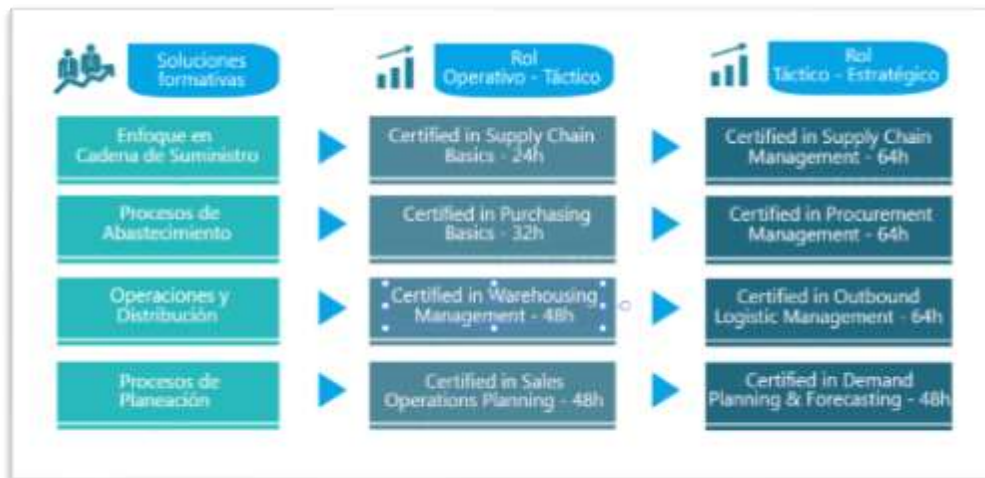 Soluciones
formativas
Rol
Operativo - Táctico
Rol
Táctico - Estratégico
Enfoque en
Cadena de Suministro
Certified in Supply Chain
Basics - 24h
Certified in Supply Chain
Management - 64h
Procesos de
Abastecimiento
Certified in Purchasing
Basics - 32h
Certified in Procurement
Management - 64h
Operaciones y
Distribución
Certified in Warehousing
Management - 48h
Certified in Outbound
Logistic Management - 64h
Procesos de
Planeación
Certified in Sales
Operations Planning - 48h
Certified in Demand
Planning & Forecasting - 48h